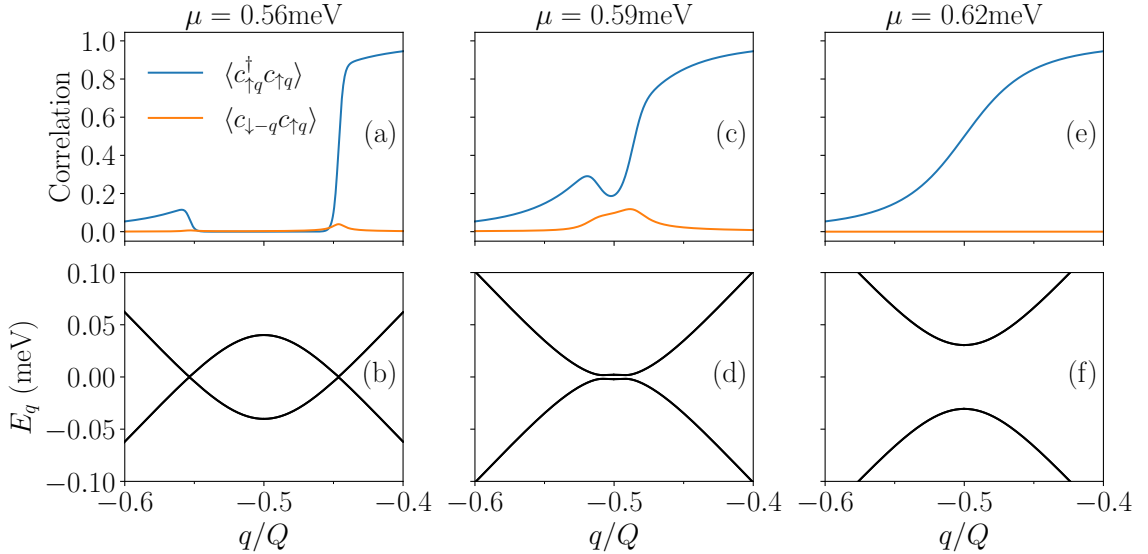 μ = 0.56meV
μ = 0.59meV
μ = 0.62meV
Correlation
1.0
0.8
0.6
0.4
0.2
0.0
⟨c†↑q c↑q⟩
⟨c↓−q c↑q⟩
(a)
(c)
(e)
E_q (meV)
0.10
0.05
0.00
−0.05
−0.10
(b)
(d)
(f)
−0.6 −0.5 −0.4
−0.6 −0.5 −0.4
−0.6 −0.5 −0.4
q/Q
q/Q
q/Q